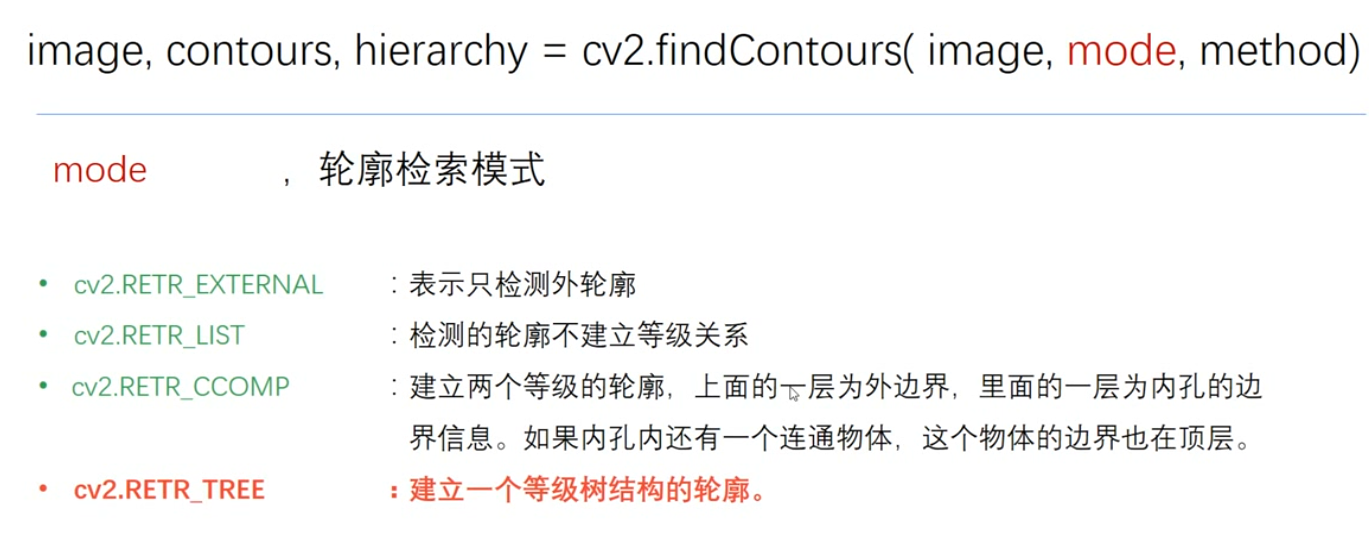 image, contours, hierarchy = cv2.findContours( image, mode, method)
mode ，轮廓检索模式
• cv2.RETR_EXTERNAL ：表示只检测外轮廓
• cv2.RETR_LIST ：检测的轮廓不建立等级关系
• cv2.RETR_CCOMP ：建立两个等级的轮廓，上面的一层为外边界，里面的一层为内孔的边
界信息。如果内孔内还有一个连通物体，这个物体的边界也在顶层。
• cv2.RETR_TREE ：建立一个等级树结构的轮廓。